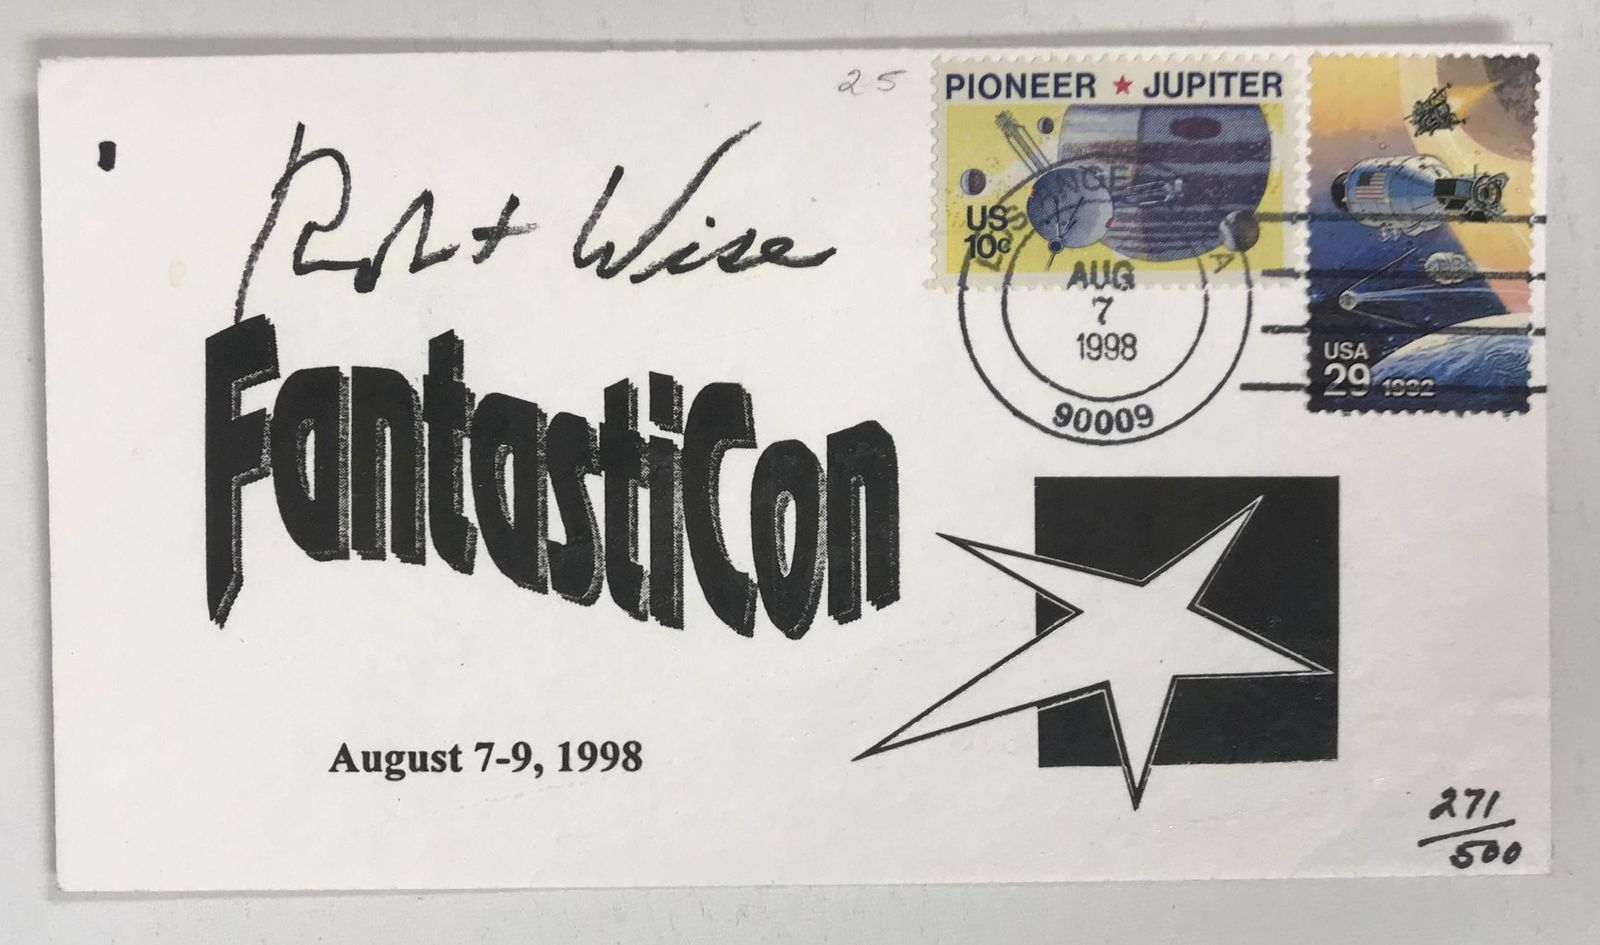 25
PIONEER ★ JUPITER
US
10c
Robert Wise
AUG
7
1998
90009
USA
29 1992
FantastiCon
August 7-9, 1998
271/500